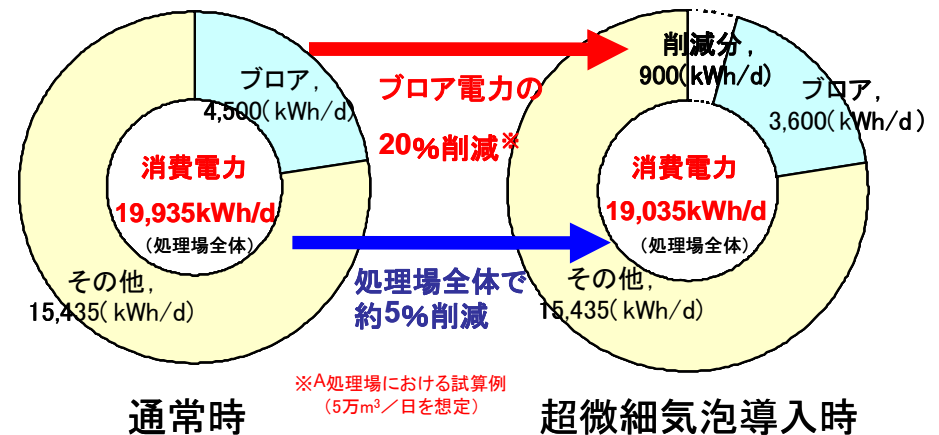 ブロア,
4,500(kWh/d)
消費電力
19,935kWh/d
(処理場全体)
その他,
15,435(kWh/d)
通常時
ブロア電力の
20%削減※
処理場全体で
約5%削減
※A処理場における試算例
(5万m³/日を想定)
削減分,
900(kWh/d)
ブロア,
3,600(kWh/d)
消費電力
19,035kWh/d
(処理場全体)
その他,
15,435(kWh/d)
超微細気泡導入時